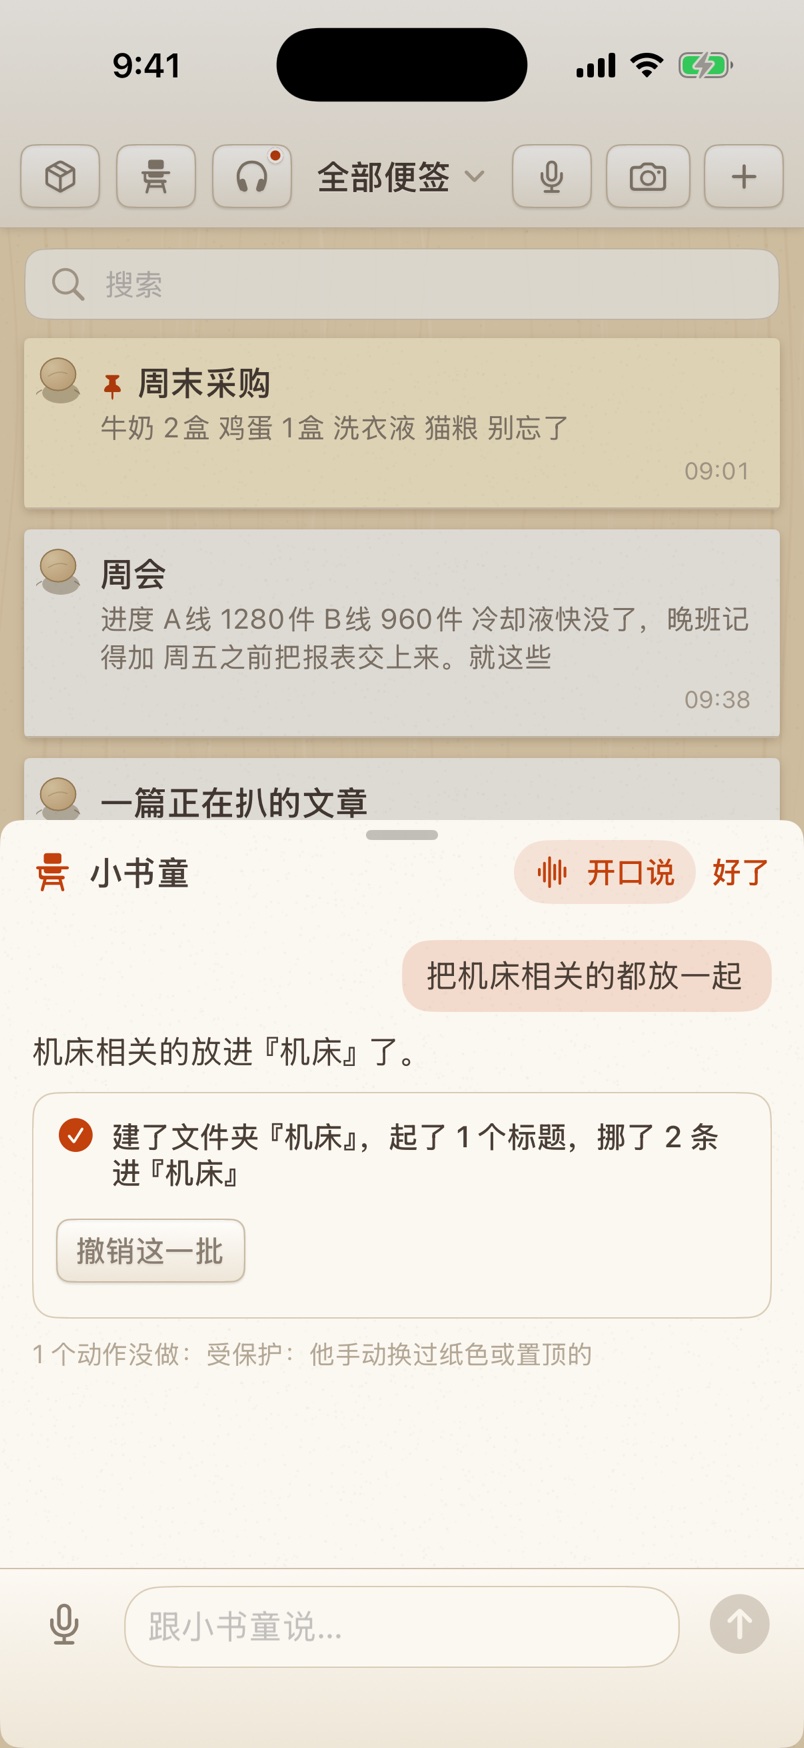 9:41
全部便签
搜索
周末采购
牛奶 2盒 鸡蛋 1盒 洗衣液 猫粮 别忘了
09:01
周会
进度 A线 1280件 B线 960件 冷却液快没了，晚班记
得加 周五之前把报表交上来。就这些
09:38
一篇正在扒的文章
小书童
开口说
好了
把机床相关的都放一起
机床相关的放进『机床』了。
建了文件夹『机床』，起了 1 个标题，挪了 2 条
进『机床』
撤销这一批
1 个动作没做：受保护：他手动换过纸色或置顶的
跟小书童说...